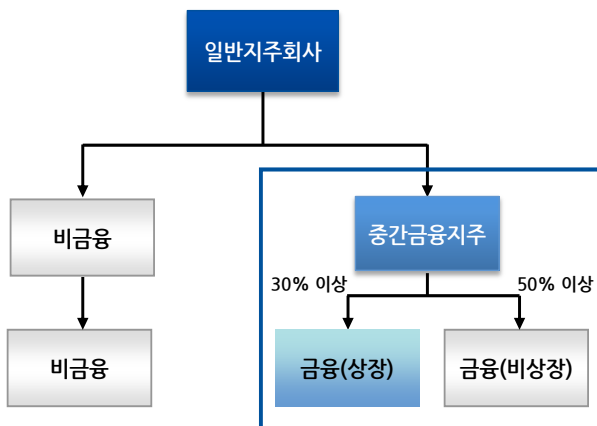 일반지주회사
비금융
중간금융지주
30% 이상
50% 이상
비금융
금융(상장)
금융(비상장)